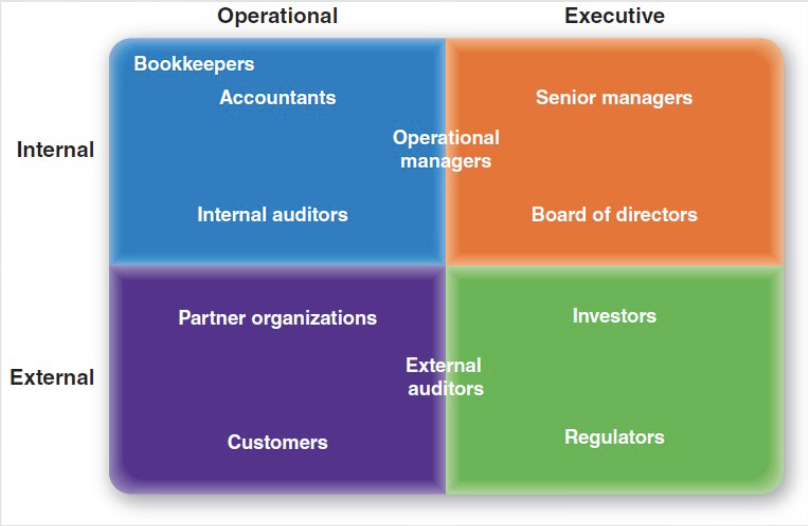 Operational
Executive
Internal
Bookkeepers
Accountants
Senior managers
Operational
managers
Internal auditors
Board of directors
External
Partner organizations
Investors
External
auditors
Customers
Regulators